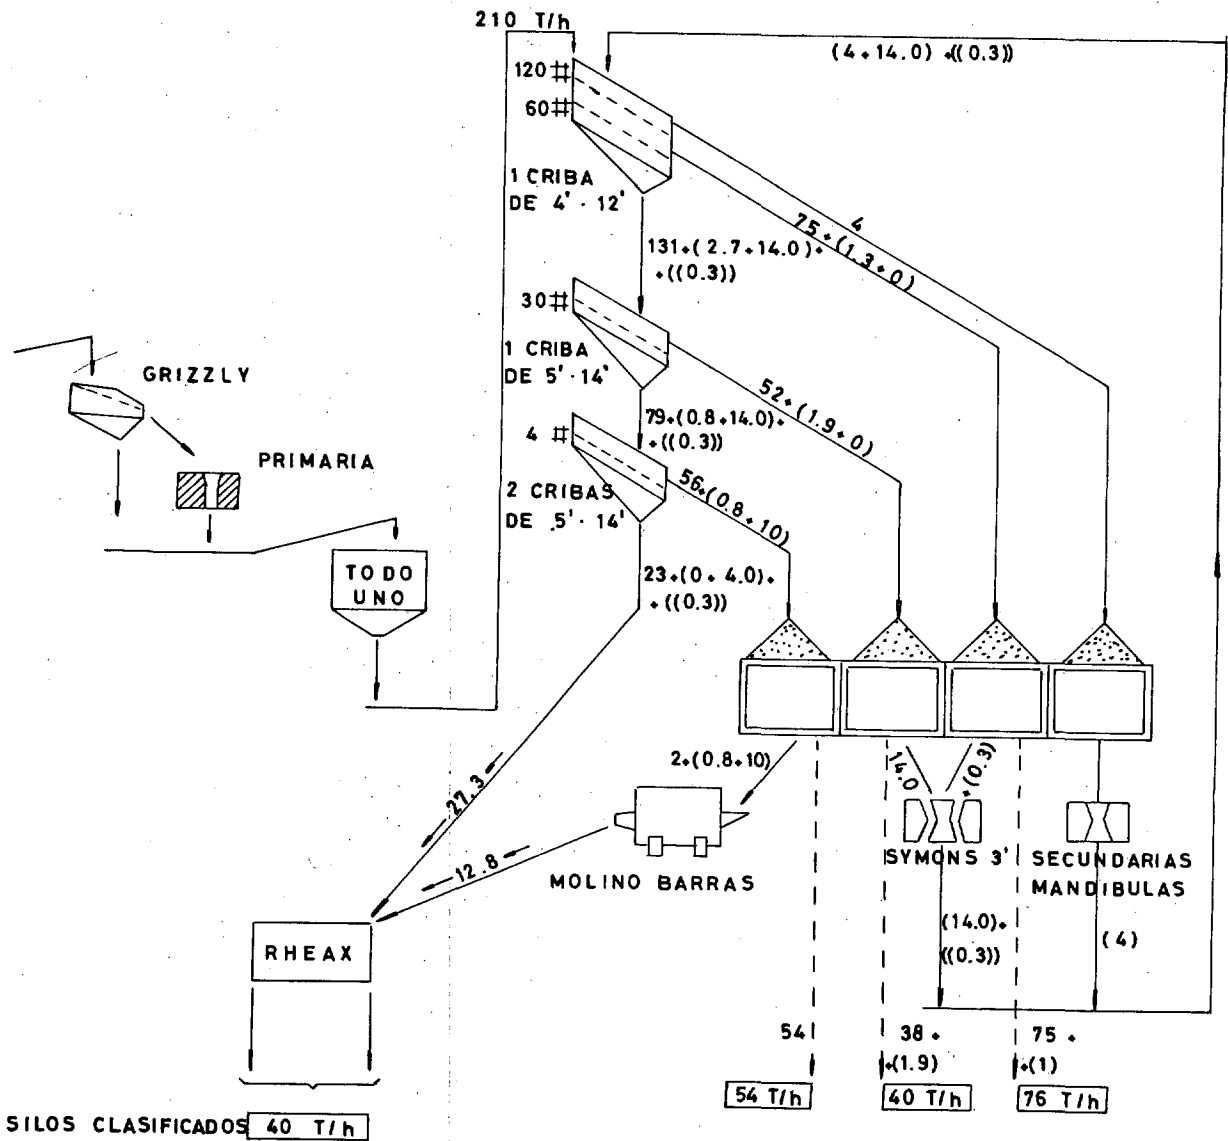 210 T/h
(4+14.0)+((0.3))
120 #
60 #
1 CRIBA
DE 4' · 12'
4
75+(1.3+0)
131+(2.7+14.0)+
+((0.3))
30 #
1 CRIBA
DE 5' · 14'
52+(1.9+0)
GRIZZLY
79+(0.8+14.0)+
+((0.3))
4 #
PRIMARIA
2 CRIBAS
DE 5' · 14'
56+(0.8+10)
TODO
UNO
23+(0+4.0)+
+((0.3))
2+(0.8+10)
14.0
+(0.3)
27.3
12.8
MOLINO BARRAS
SYMONS 3'
SECUNDARIAS
MANDIBULAS
RHEAX
(14.0)+
((0.3))
(4)
54
38 +
+(1.9)
75 +
+(1)
54 T/h
40 T/h
76 T/h
SILOS CLASIFICADOS
40 T/h